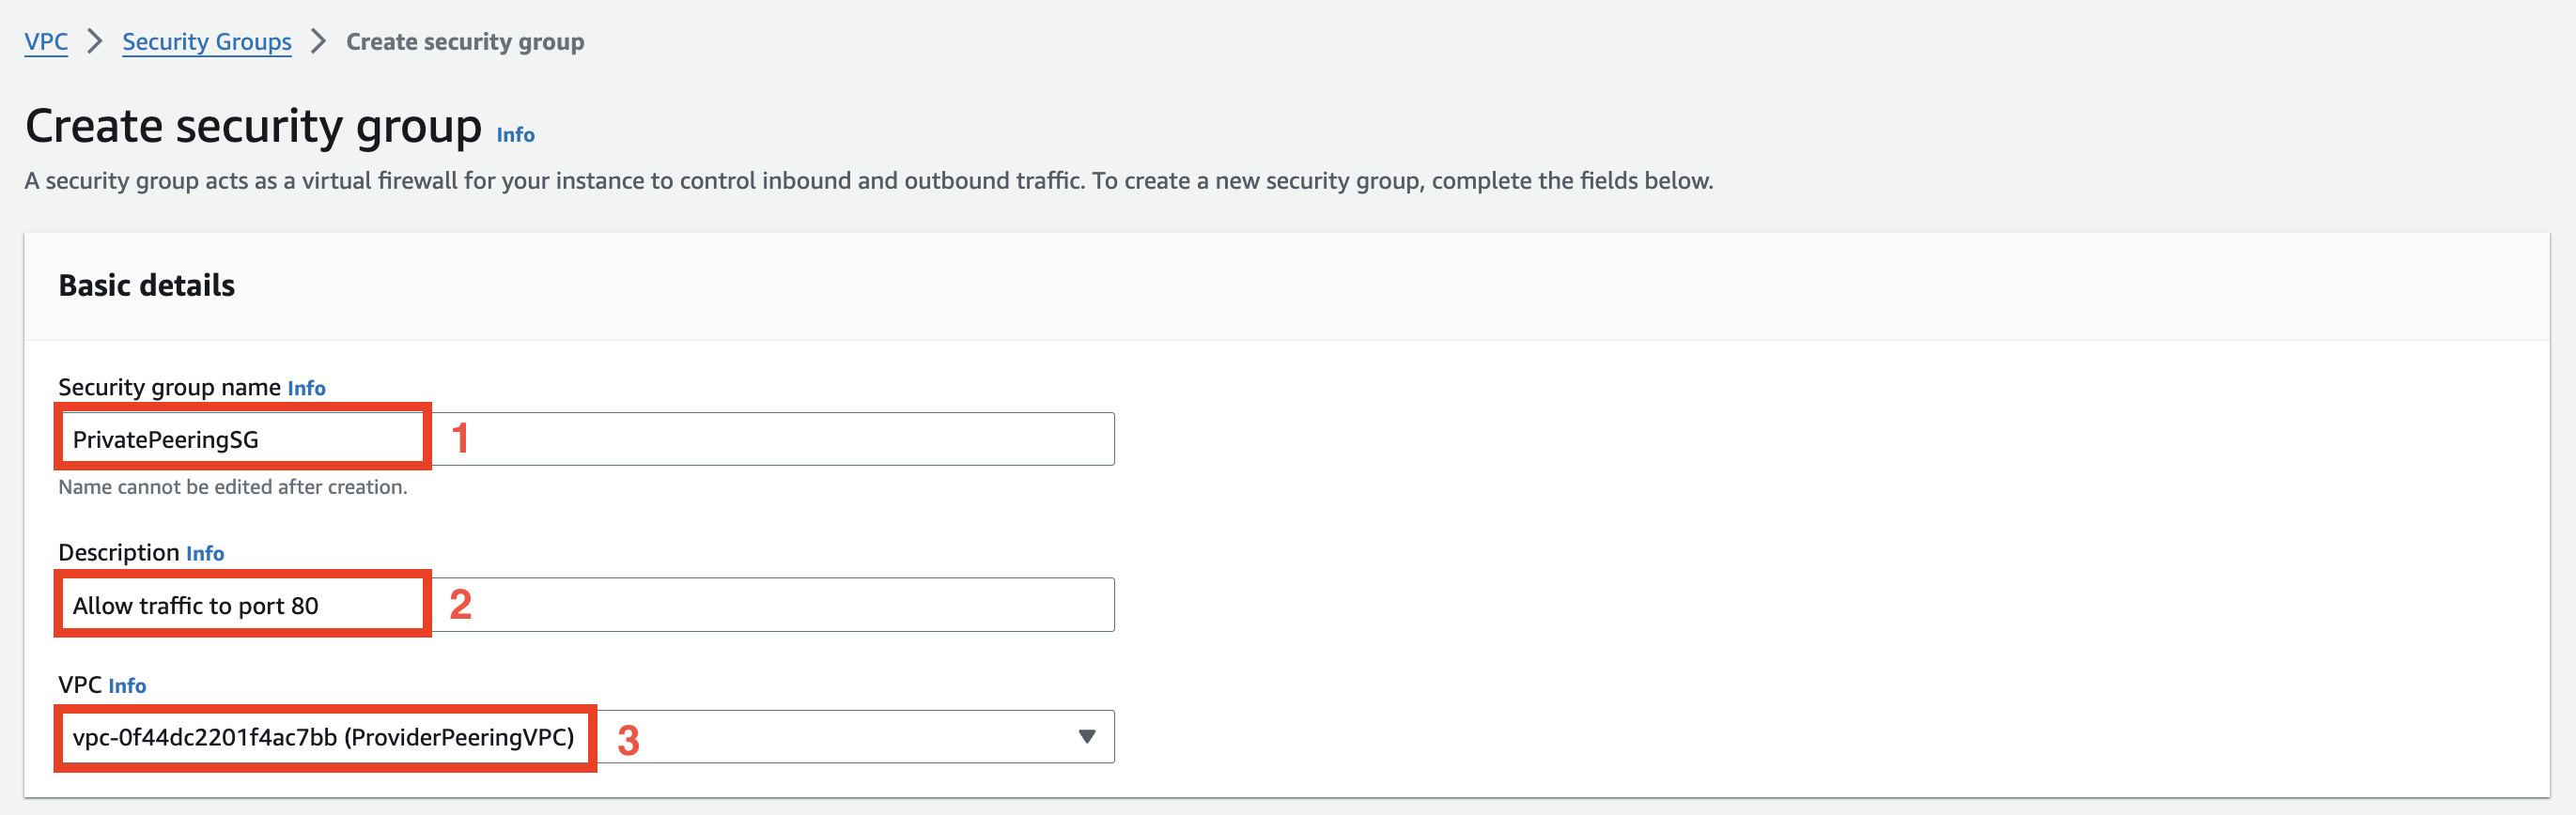 VPC > Security Groups > Create security group
Create security group Info
A security group acts as a virtual firewall for your instance to control inbound and outbound traffic. To create a new security group, complete the fields below.
Basic details
Security group name Info
PrivatePeeringSG 1
Name cannot be edited after creation.
Description Info
Allow traffic to port 80 2
VPC Info
vpc-0f44dc2201f4ac7bb (ProviderPeeringVPC) 3